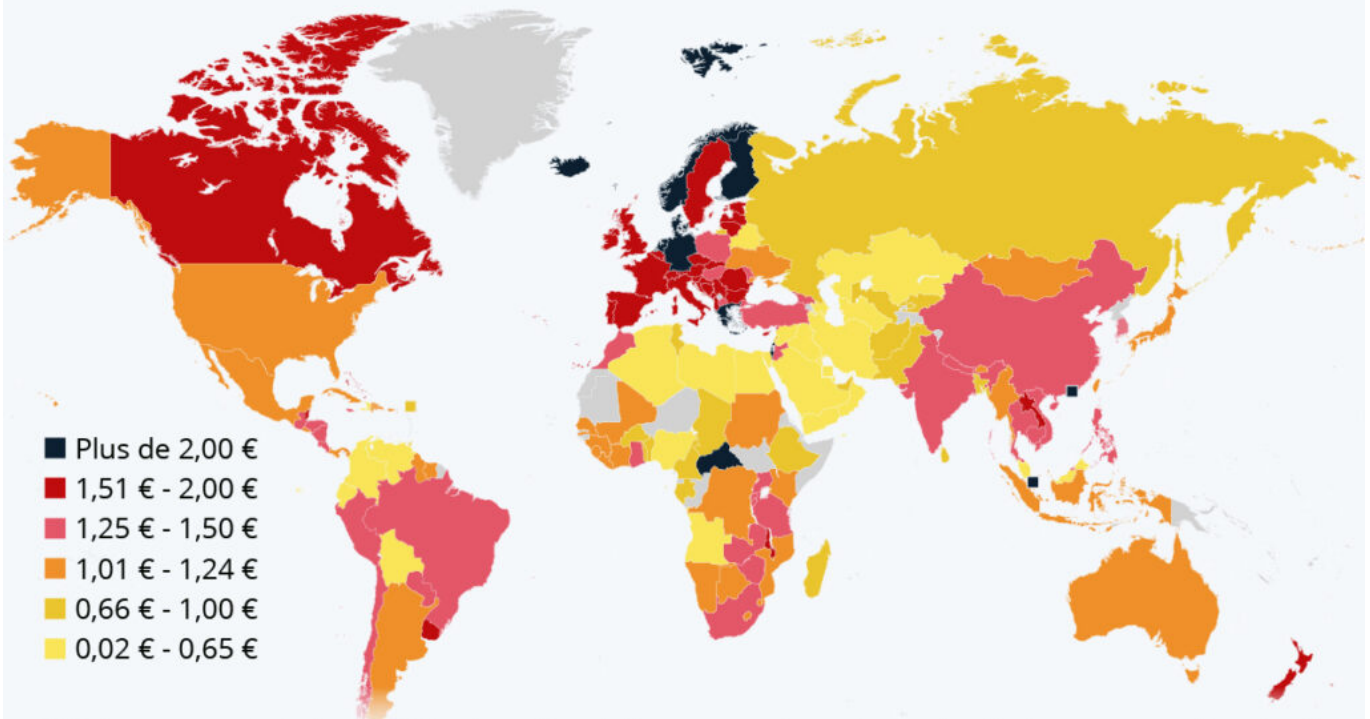 Plus de 2,00 €
1,51 € - 2,00 €
1,25 € - 1,50 €
1,01 € - 1,24 €
0,66 € - 1,00 €
0,02 € - 0,65 €